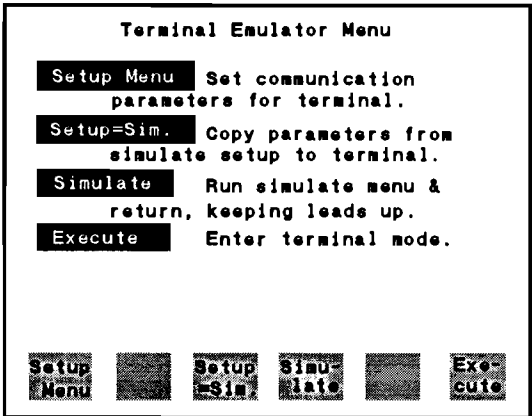 Terminal Emulator Menu
Setup Menu Set communication
parameters for terminal.
Setup=Sim. Copy parameters from
simulate setup to terminal.
Simulate Run simulate menu &
return, keeping leads up.
Execute Enter terminal mode.
Setup Setup Simu- Exe-
Menu =Sim late cute